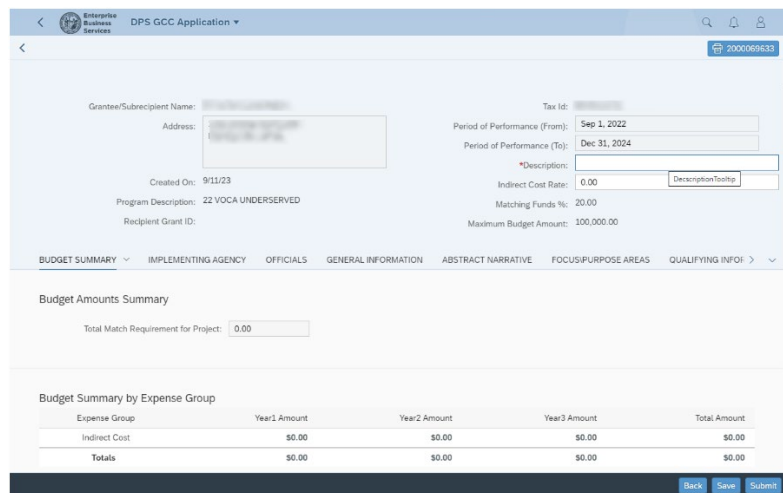 Enterprise
Business
Services
DPS GCC Application
2000069633
Grantee/Subrecipient Name:
Tax Id:
Address:
Period of Performance (From): Sep 1, 2022
Period of Performance (To): Dec 31, 2024
*Description:
DecscriptionTooltip
Created On: 9/11/23
Indirect Cost Rate: 0.00
Program Description: 22 VOCA UNDERSERVED
Matching Funds %: 20.00
Recipient Grant ID:
Maximum Budget Amount: 100,000.00
BUDGET SUMMARY IMPLEMENTING AGENCY OFFICIALS GENERAL INFORMATION ABSTRACT NARRATIVE FOCUS\PURPOSE AREAS QUALIFYING INFOR
Budget Amounts Summary
Total Match Requirement for Project: 0.00
Budget Summary by Expense Group
Expense Group Year1 Amount Year2 Amount Year3 Amount Total Amount
Indirect Cost $0.00 $0.00 $0.00 $0.00
Totals $0.00 $0.00 $0.00 $0.00
Back Save Submit